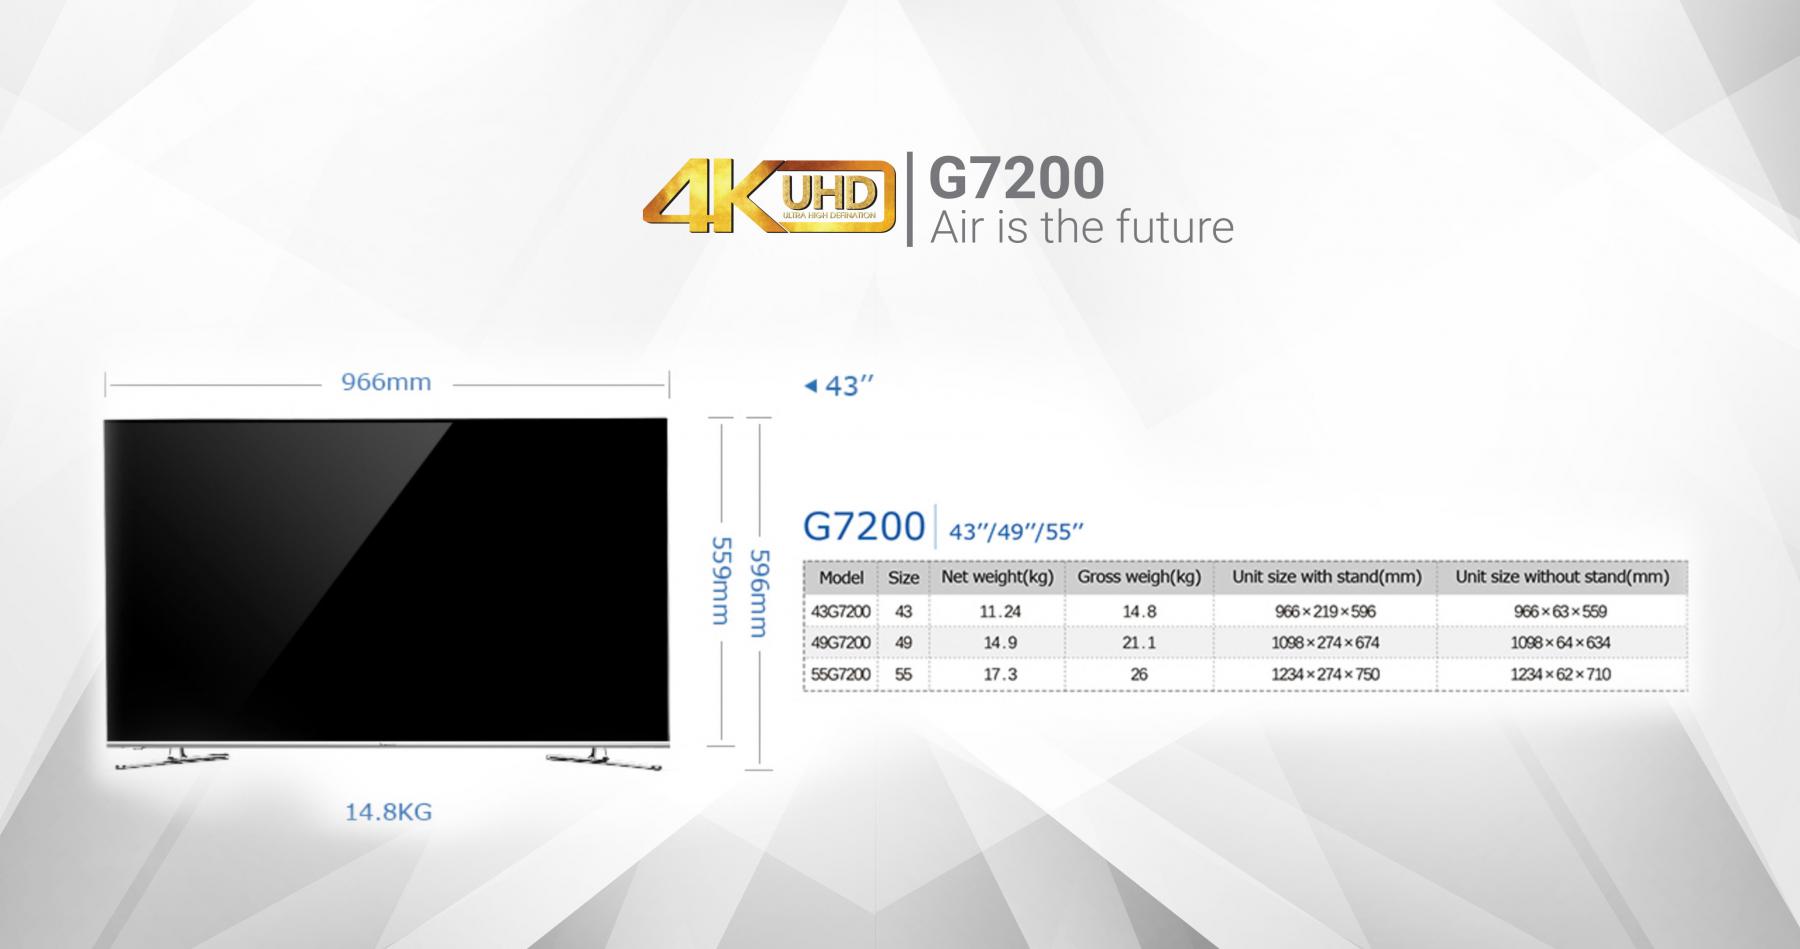 4K UHD
ULTRA HIGH DEFINATION
G7200
Air is the future
966mm
43’’
559mm
596mm
14.8KG
G7200 43’’/49’’/55’’
Model Size Net weight(kg) Gross weigh(kg) Unit size with stand(mm) Unit size without stand(mm)
43G7200 43 11.24 14.8 966×219×596 966×63×559
49G7200 49 14.9 21.1 1098×274×674 1098×64×634
55G7200 55 17.3 26 1234×274×750 1234×62×710